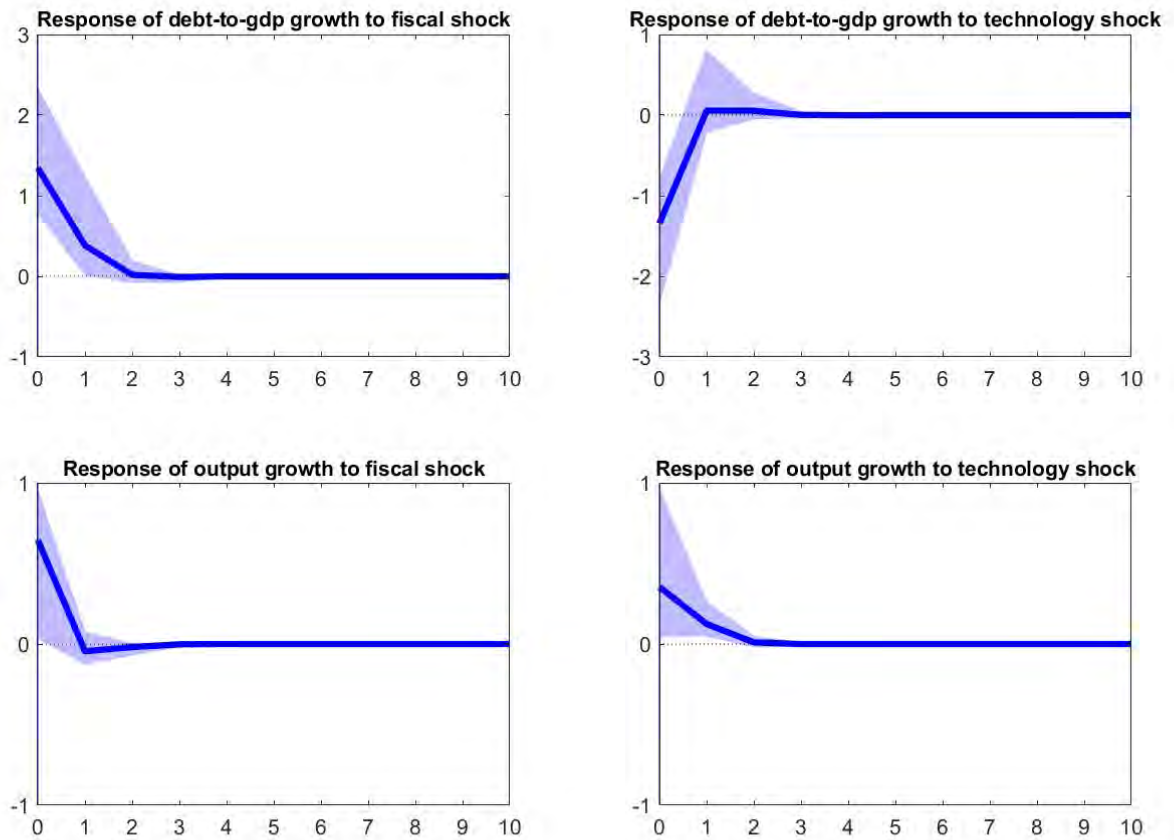 Response of debt-to-gdp growth to fiscal shock
3
2
1
0
-1
0 1 2 3 4 5 6 7 8 9 10
Response of debt-to-gdp growth to technology shock
1
0
-1
-2
-3
0 1 2 3 4 5 6 7 8 9 10
Response of output growth to fiscal shock
1
0
-1
0 1 2 3 4 5 6 7 8 9 10
Response of output growth to technology shock
1
0
-1
0 1 2 3 4 5 6 7 8 9 10